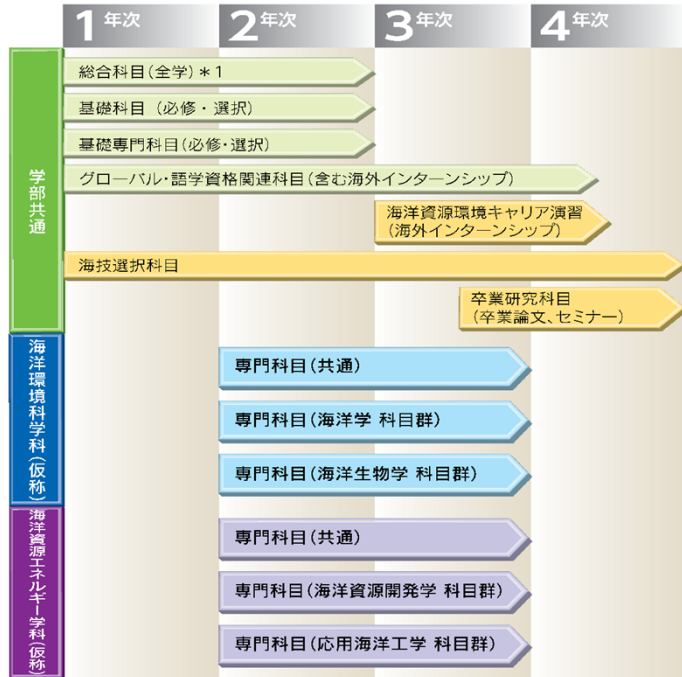 1年次
2年次
3年次
4年次
学部共通
総合科目(全学)*1
基礎科目 (必修・選択)
基礎専門科目(必修・選択)
グローバル・語学資格関連科目(含む海外インターンシップ)
海洋資源環境キャリア演習
(海外インターンシップ)
海技選択科目
卒業研究科目
(卒業論文、セミナー)
海洋環境科学科(仮称)
専門科目(共通)
専門科目(海洋学 科目群)
専門科目(海洋生物学 科目群)
海洋資源エネルギー学科(仮称)
専門科目(共通)
専門科目(海洋資源開発学 科目群)
専門科目(応用海洋工学 科目群)